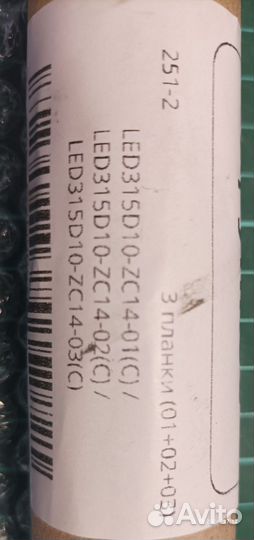 251-2
3 планки (01+02+03)
LED315D10-ZC14-01(C) /
LED315D10-ZC14-02(C) /
LED315D10-ZC14-03(C)
Avito